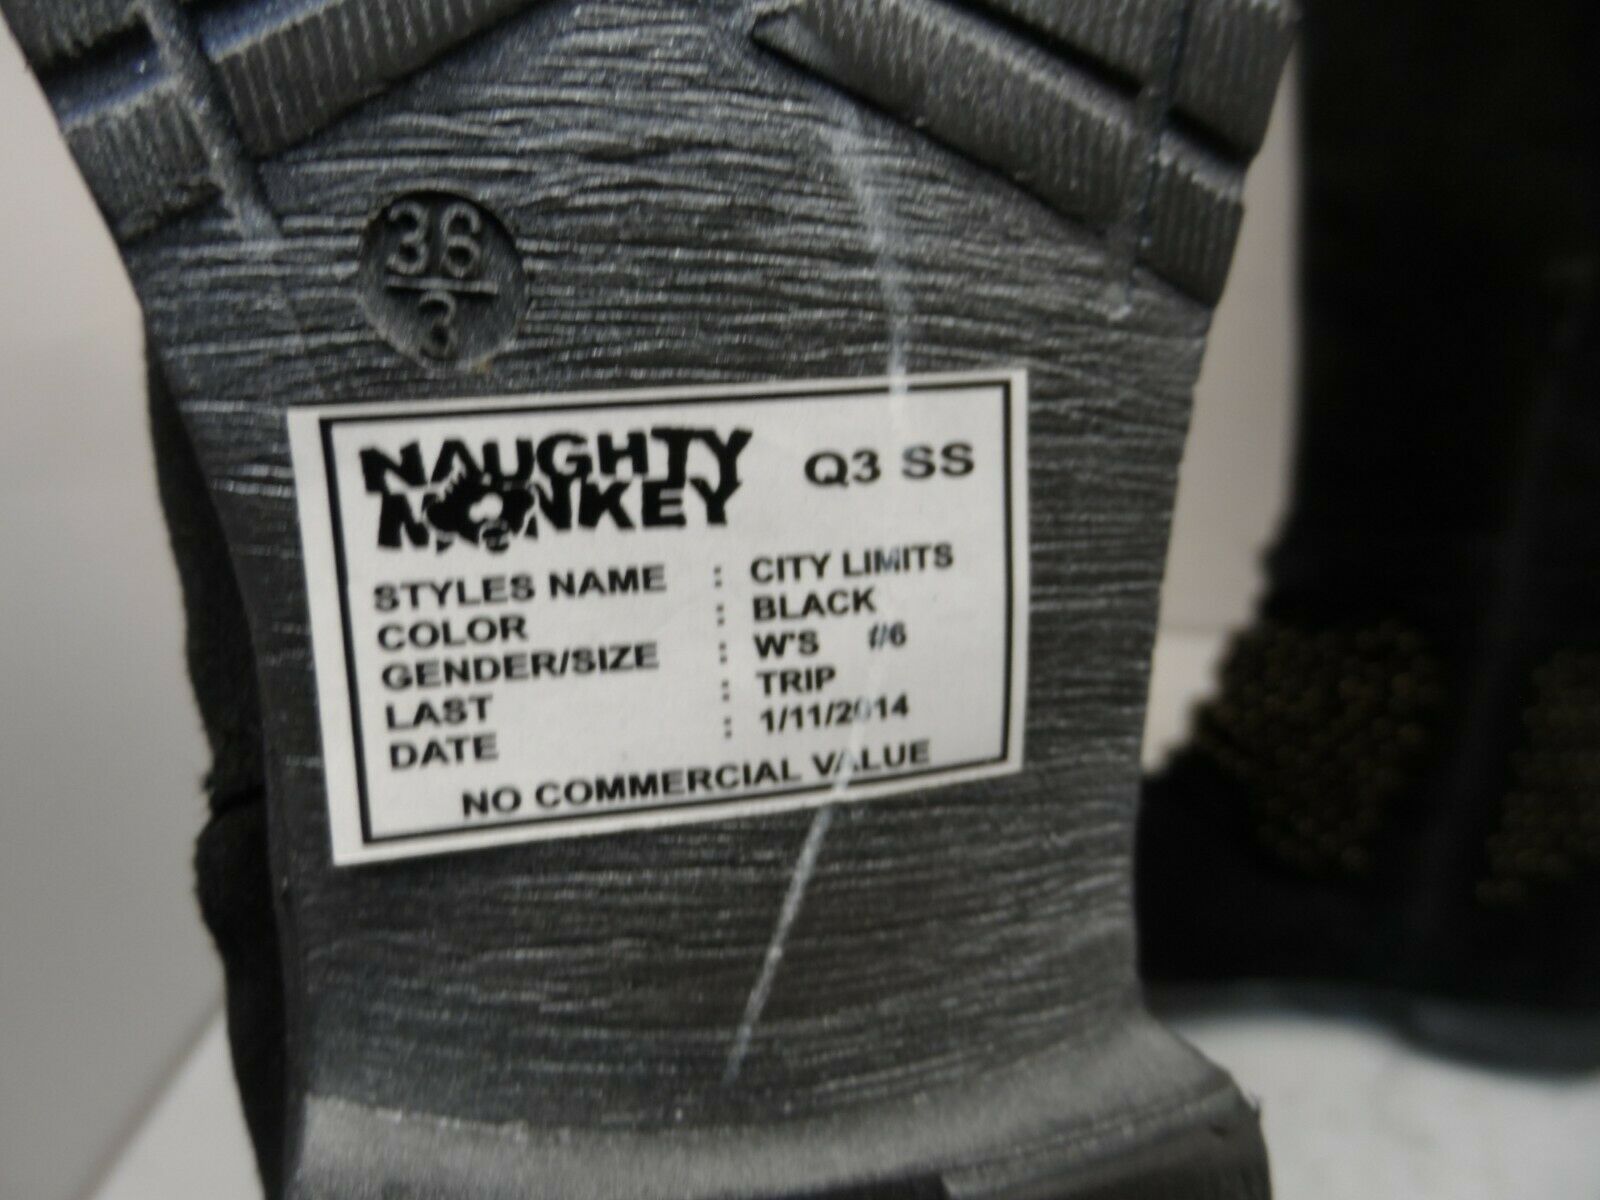 36
3
NAUGHTY MONKEY Q3 SS
STYLES NAME : CITY LIMITS
COLOR : BLACK
GENDER/SIZE : W"S #/6
LAST : TRIP
DATE : 1/11/2014
NO COMMERCIAL VALUE